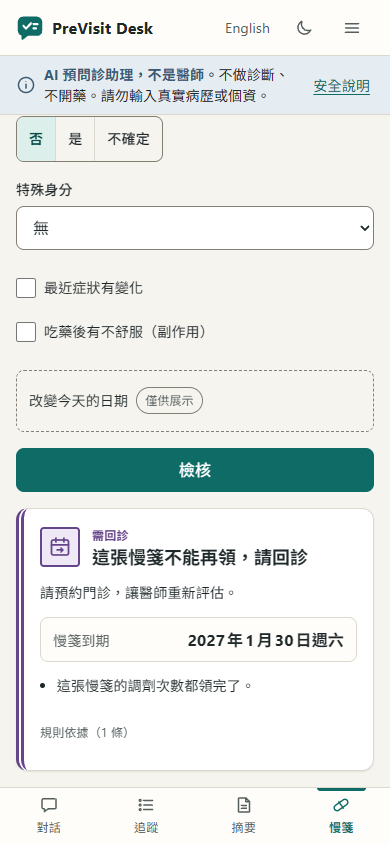 PreVisit Desk
English
AI 預問診助理，不是醫師。不做診斷、
不開藥。請勿輸入真實病歷或個資。
安全說明
否
是
不確定
特殊身分
無
最近症狀有變化
吃藥後有不舒服（副作用）
改變今天的日期
僅供展示
檢核
需回診
這張慢箋不能再領，請回診
請預約門診，讓醫師重新評估。
慢箋到期
2027 年 1 月 30 日週六
這張慢箋的調劑次數都領完了。
規則依據（1 條）
對話
追蹤
摘要
慢箋